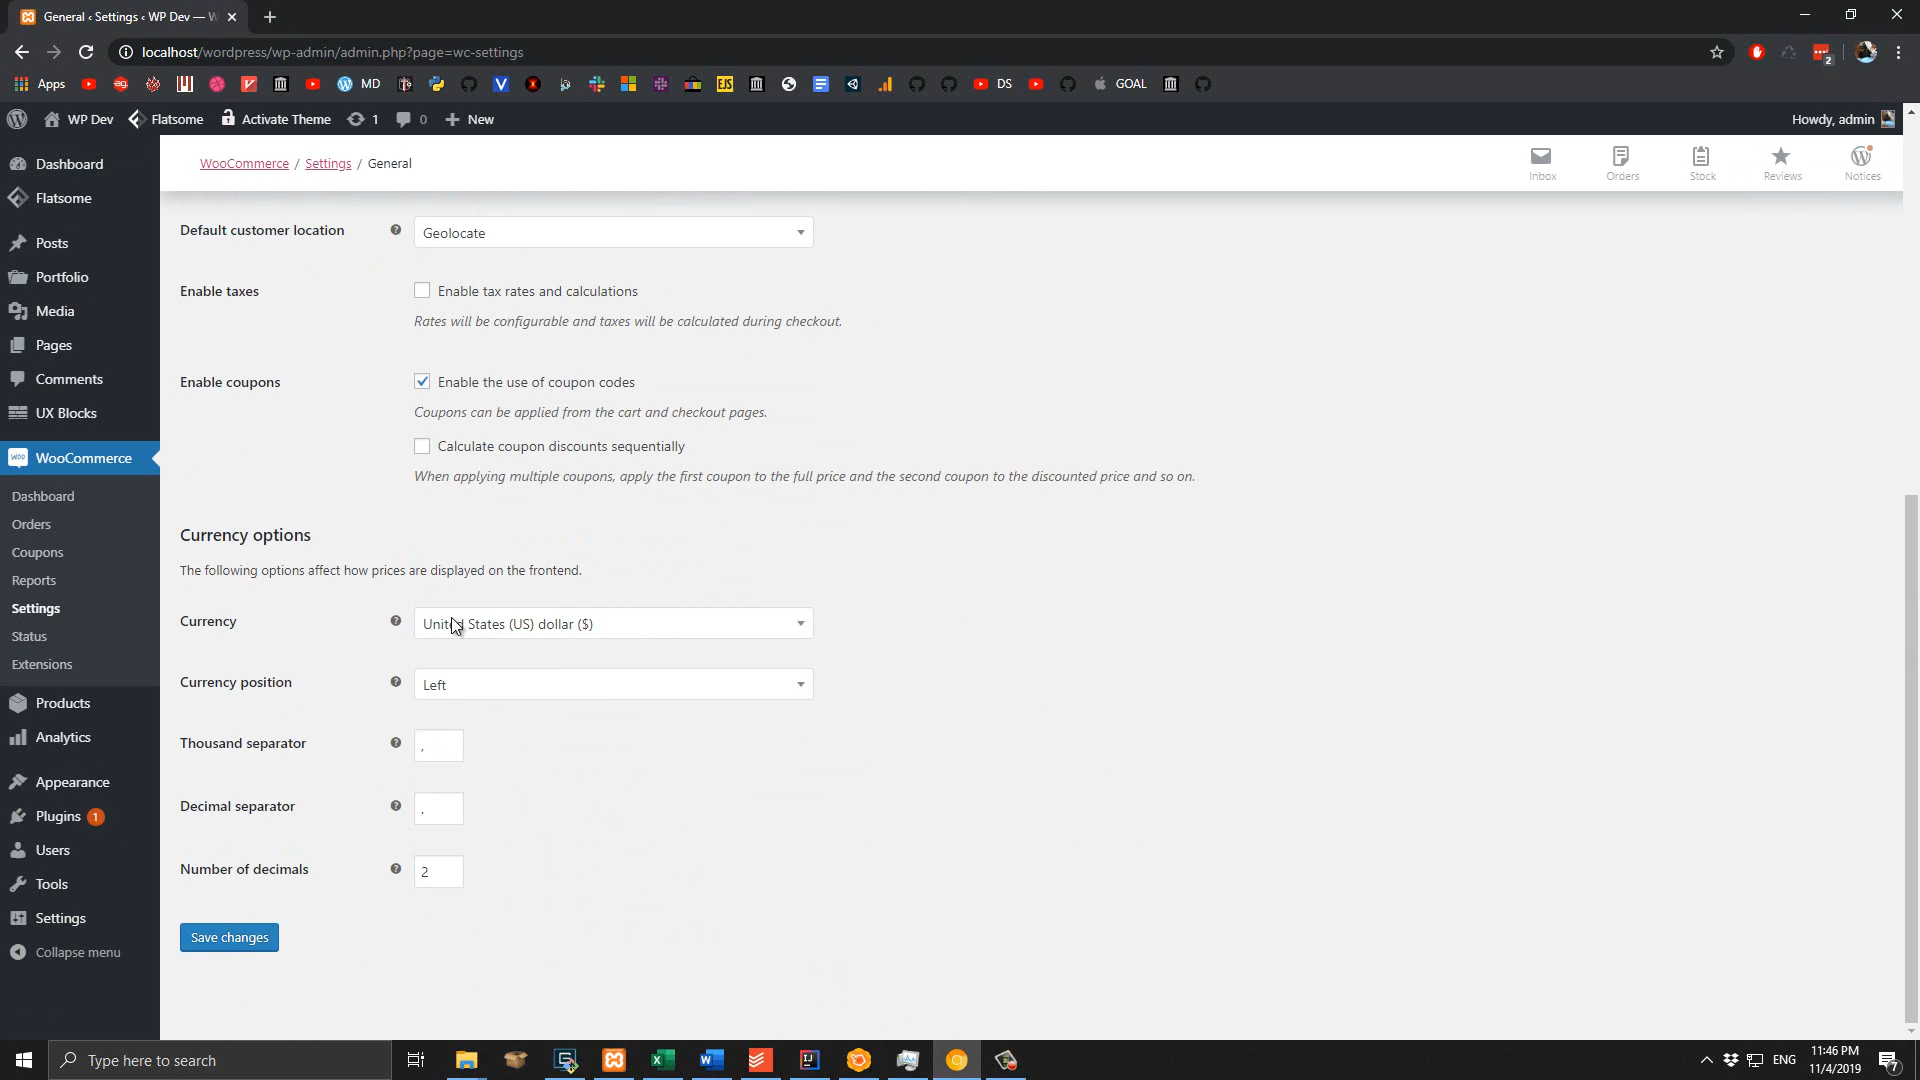 General ‹ Settings ‹ WP Dev — W
localhost/wordpress/wp-admin/admin.php?page=wc-settings
2
Apps
MD
EJS
DS
GOAL
WP Dev
Flatsome
Activate Theme
1
0
New
Howdy, admin
Dashboard
Flatsome
Posts
Portfolio
Media
Pages
Comments
UX Blocks
WooCommerce
Dashboard
Orders
Coupons
Reports
Settings
Status
Extensions
Products
Analytics
Appearance
Plugins 1
Users
Tools
Settings
Collapse menu
WooCommerce / Settings / General
Inbox
Orders
Stock
Reviews
Notices
Default customer location
Geolocate
Enable taxes
Enable tax rates and calculations
Rates will be configurable and taxes will be calculated during checkout.
Enable coupons
Enable the use of coupon codes
Coupons can be applied from the cart and checkout pages.
Calculate coupon discounts sequentially
When applying multiple coupons, apply the first coupon to the full price and the second coupon to the discounted price and so on.
Currency options
The following options affect how prices are displayed on the frontend.
Currency
United States (US) dollar ($)
Currency position
Left
Thousand separator
,
Decimal separator
.
Number of decimals
2
Save changes
Type here to search
ENG
11:46 PM
11/4/2019
7